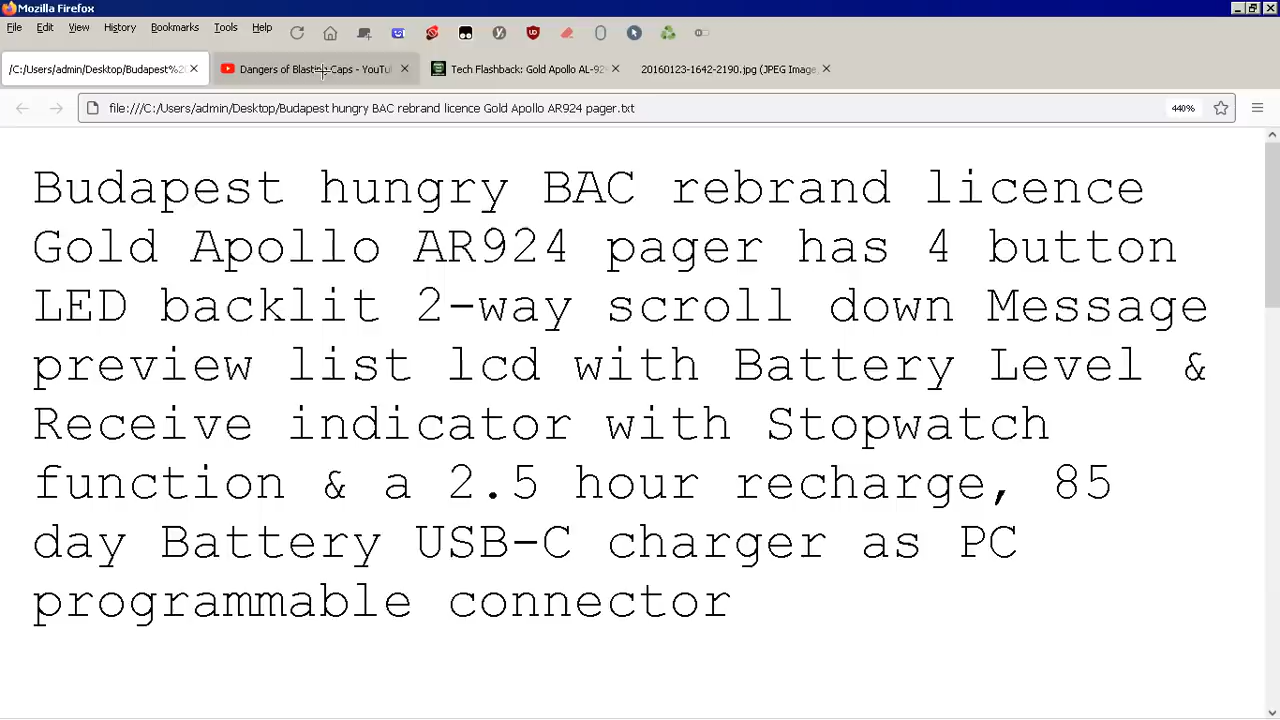 Mozilla Firefox
File Edit View History Bookmarks Tools Help
/C:/Users/admin/Desktop/Budapest%2
Dangers of Blasting Caps - YouTu
Tech Flashback: Gold Apollo AL-92
20160123-1642-2190.jpg (JPEG Image,
file:///C:/Users/admin/Desktop/Budapest hungry BAC rebrand licence Gold Apollo AR924 pager.txt
440%
Budapest hungry BAC rebrand licence
Gold Apollo AR924 pager has 4 button
LED backlit 2-way scroll down Message
preview list lcd with Battery Level &
Receive indicator with Stopwatch
function & a 2.5 hour recharge, 85
day Battery USB-C charger as PC
programmable connector